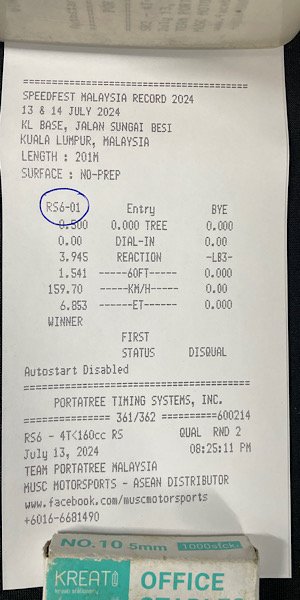 SPEEDFEST MALAYSIA RECORD 2024
13 & 14 JULY 2024
KL BASE, JALAN SUNGAI BESI
KUALA LUMPUR, MALAYSIA
LENGTH : 201M
SURFACE : NO-PREP
RS6-01 Entry BYE
0.500 0.000 TREE 0.000
0.00 DIAL-IN 0.00
3.945 REACTION -LB3-
1.541 ------60FT----- 0.000
159.70 -----KM/H----- 0.00
6.853 ------ET----- 0.000
WINNER
FIRST
STATUS DISQUAL
Autostart Disabled
PORTATREE TIMING SYSTEMS, INC.
============= 361/362 ==========600214
RS6 - 4T<160cc RS QUAL RND 2
July 13, 2024 08:25:11 PM
TEAM PORTATREE MALAYSIA
MUSC MOTORSPORTS - ASEAN DISTRIBUTOR
www.facebook.com/muscmotorsports
+6016-6681490
NO.10 5mm 1000stick
KREATO OFFICE
kreato stationery